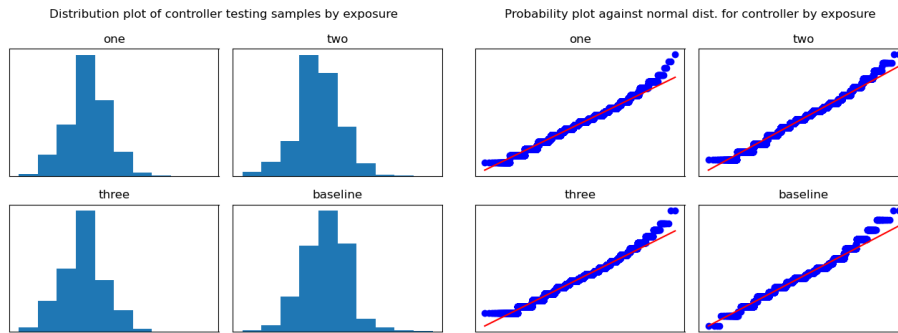 Distribution plot of controller testing samples by exposure
one
two
three
baseline
Probability plot against normal dist. for controller by exposure
one
two
three
baseline